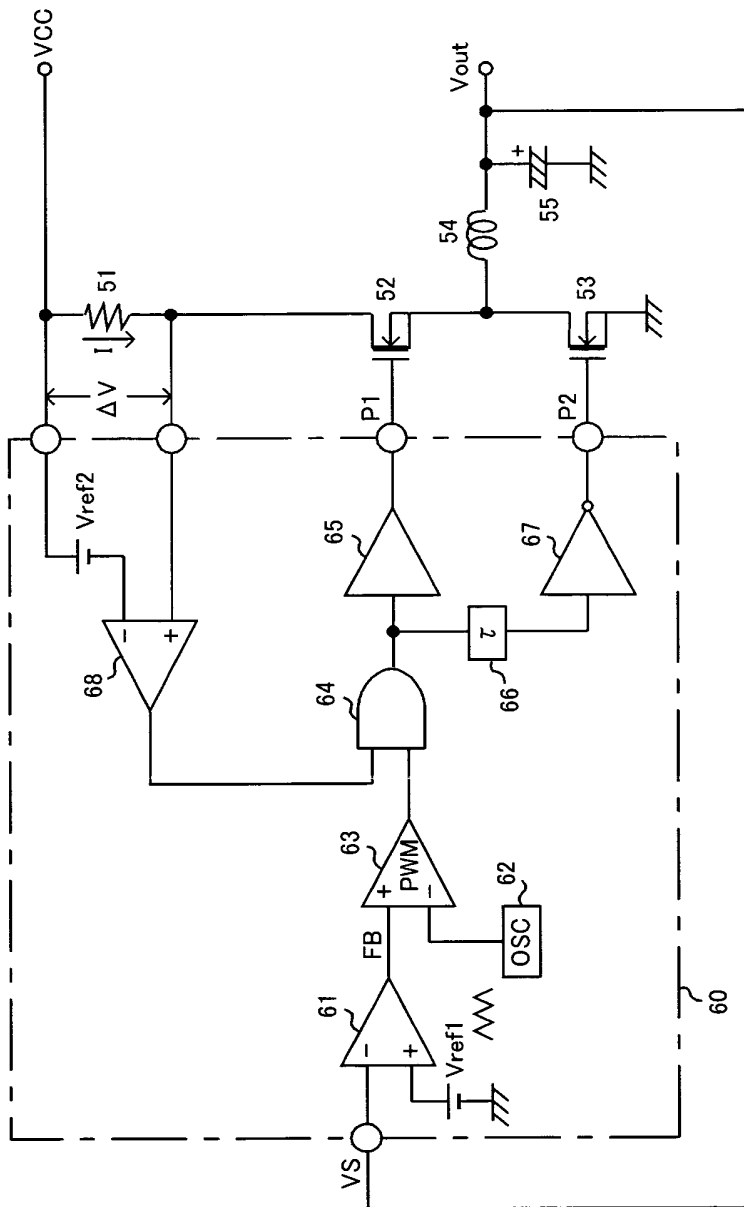 VCC
51
I
ΔV
Vref2
-
+
68
52
P1
65
54
Vout
+
55
53
P2
67
τ
66
64
63
+
PWM
-
62
OSC
FB
61
-
+
Vref1
VS
60